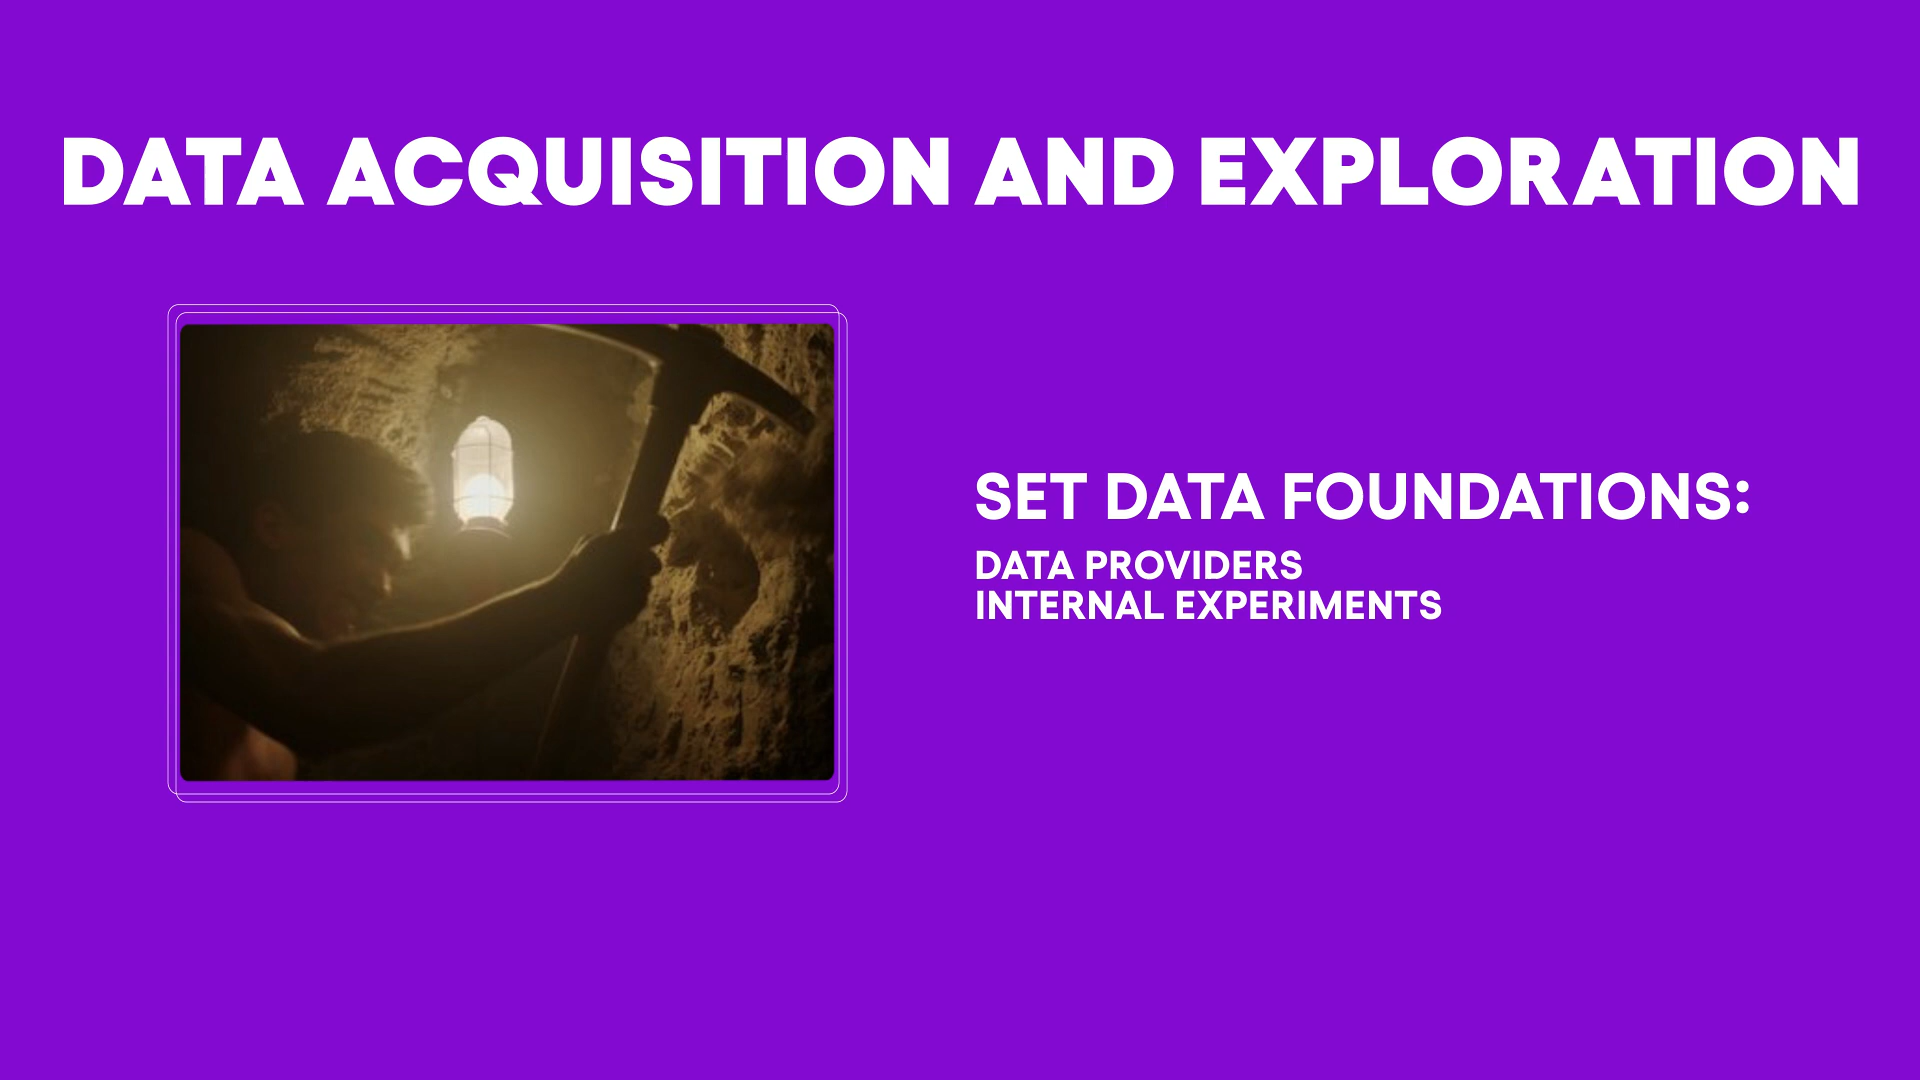 DATA ACQUISITION AND EXPLORATION
SET DATA FOUNDATIONS:
DATA PROVIDERS
INTERNAL EXPERIMENTS